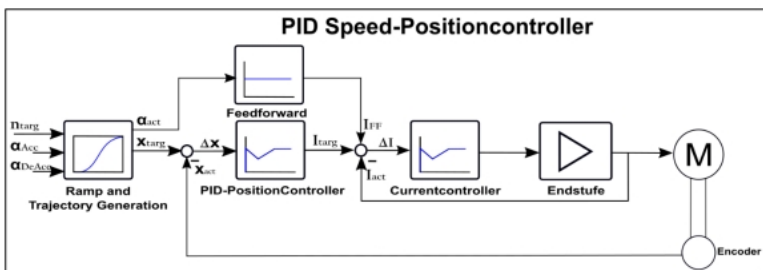 PID Speed-Positioncontroller
Feedforward
n_targ
α_Acc
α_DeAcc
Ramp and
Trajectory Generation
α_act
x_targ
Δx
x_act
PID-PositionController
I_targ
I_FF
ΔI
I_act
Currentcontroller
Endstufe
M
Encoder